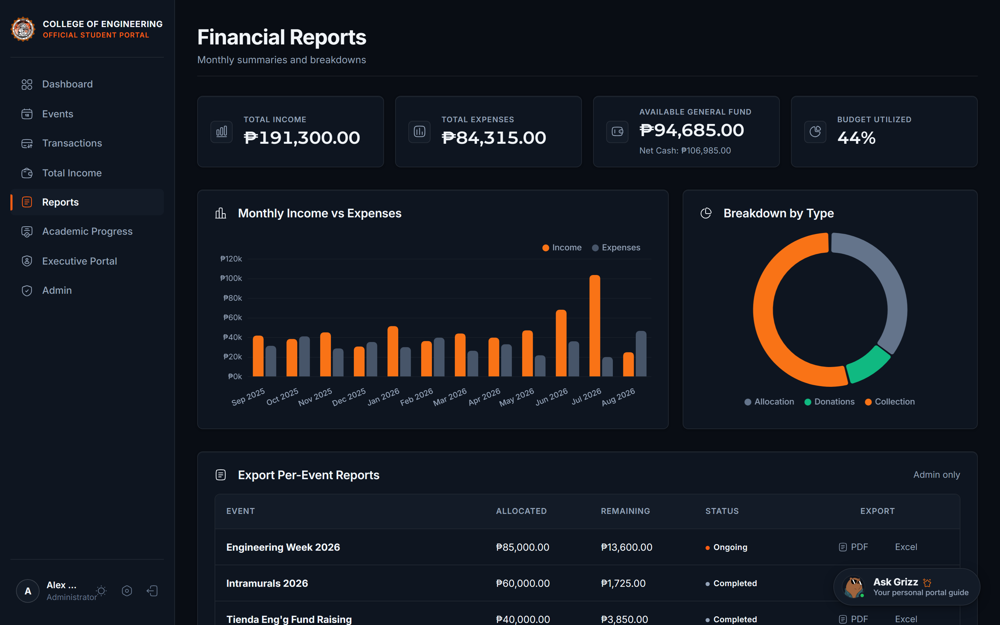 COLLEGE OF ENGINEERING
OFFICIAL STUDENT PORTAL
Dashboard
Events
Transactions
Total Income
Reports
Academic Progress
Executive Portal
Admin
A
Alex ...
Administrator
Financial Reports
Monthly summaries and breakdowns
TOTAL INCOME
₱191,300.00
TOTAL EXPENSES
₱84,315.00
AVAILABLE GENERAL FUND
₱94,685.00
Net Cash: ₱106,985.00
BUDGET UTILIZED
44%
Monthly Income vs Expenses
Income Expenses
₱120k
₱100k
₱80k
₱60k
₱40k
₱20k
₱0k
Sep 2025 Oct 2025 Nov 2025 Dec 2025 Jan 2026 Feb 2026 Mar 2026 Apr 2026 May 2026 Jun 2026 Jul 2026 Aug 2026
Breakdown by Type
Allocation Donations Collection
Export Per-Event Reports
Admin only
EVENT ALLOCATED REMAINING STATUS EXPORT
Engineering Week 2026 ₱85,000.00 ₱13,600.00 Ongoing PDF Excel
Intramurals 2026 ₱60,000.00 ₱1,725.00 Completed
Tienda Eng'g Fund Raising ₱40,000.00 ₱3,850.00 Completed PDF Excel
Ask Grizz
Your personal portal guide